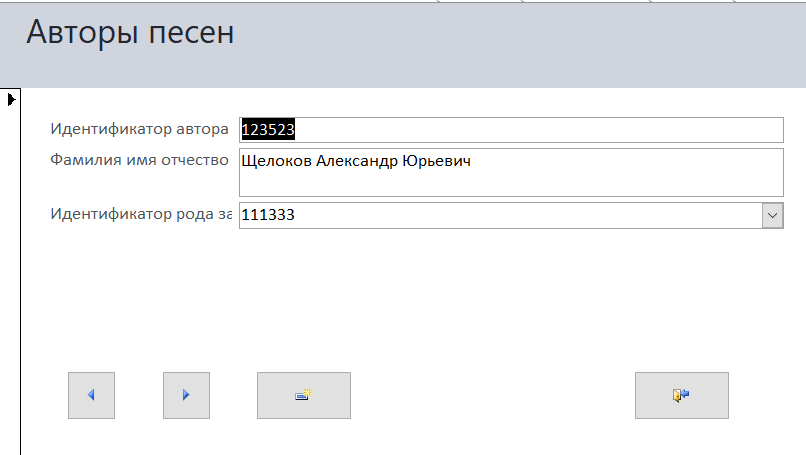 Авторы песен
Идентификатор автора 123523
Фамилия имя отчество Щелоков Александр Юрьевич
Идентификатор рода за 111333